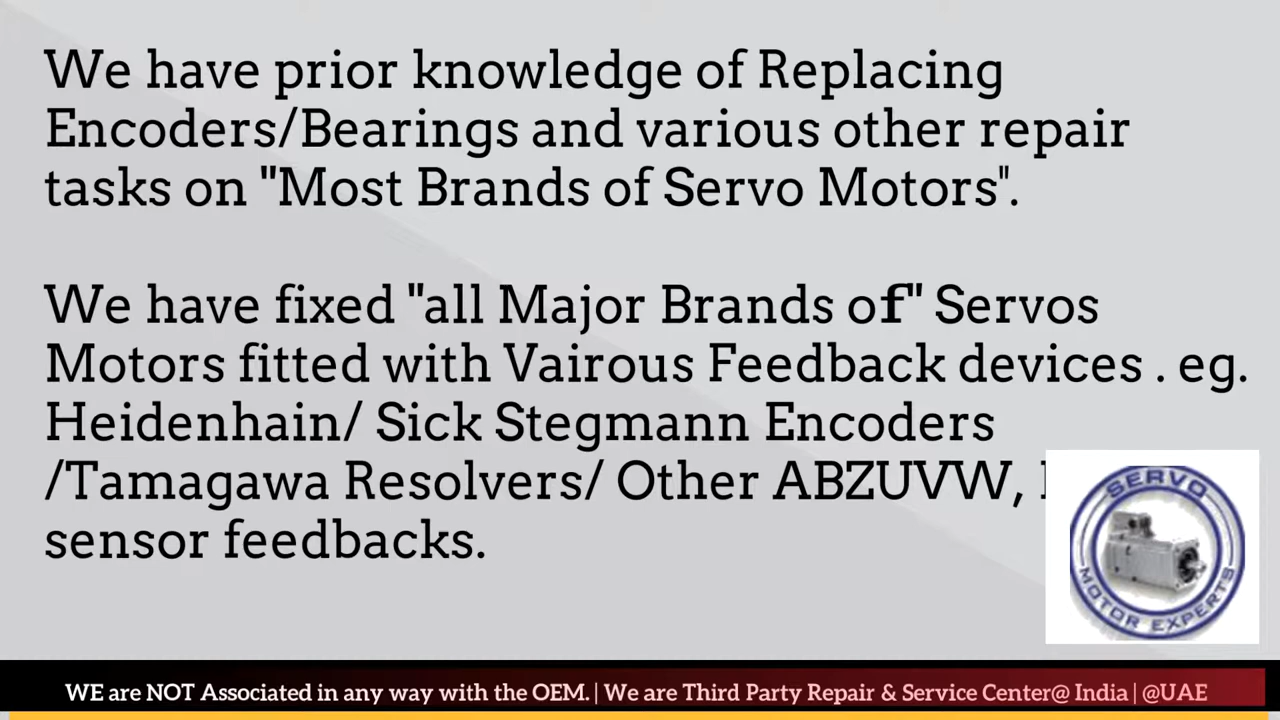 We have prior knowledge of Replacing
Encoders/Bearings and various other repair
tasks on "Most Brands of Servo Motors".
We have fixed "all Major Brands of" Servos
Motors fitted with Vairous Feedback devices . eg.
Heidenhain/ Sick Stegmann Encoders
/Tamagawa Resolvers/ Other ABZUVW,
sensor feedbacks.
SERVO
MOTOR EXPERTS
WE are NOT Associated in any way with the OEM. | We are Third Party Repair & Service Center@ India | @UAE